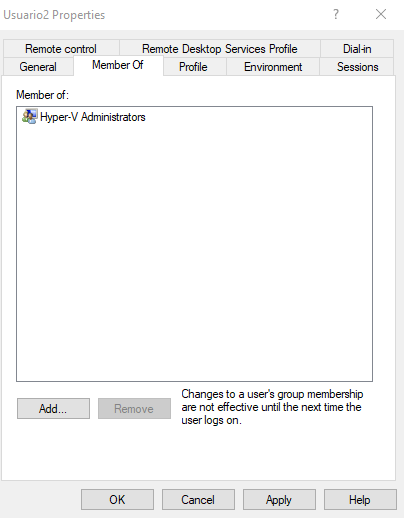 Usuario2 Properties
?
Remote control
Remote Desktop Services Profile
Dial-in
General
Member Of
Profile
Environment
Sessions
Member of:
Hyper-V Administrators
Add...
Remove
Changes to a user's group membership
are not effective until the next time the
user logs on.
OK
Cancel
Apply
Help